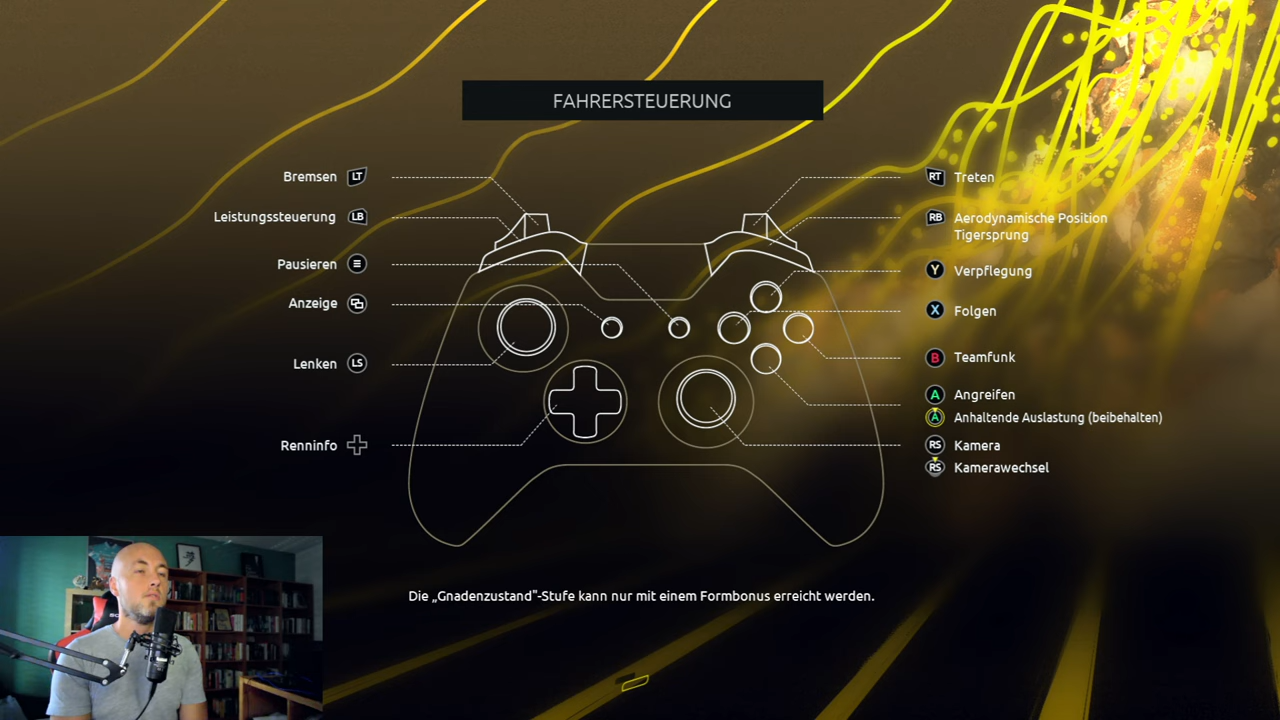 FAHRERSTEUERUNG
Bremsen LT
Leistungssteuerung LB
Pausieren
Anzeige
Lenken LS
Renninfo
RT Treten
RB Aerodynamische Position
Tigersprung
Y Verpflegung
X Folgen
B Teamfunk
A Angreifen
A Anhaltende Auslastung (beibehalten)
RS Kamera
RS Kamerawechsel
Die „Gnadenzustand"-Stufe kann nur mit einem Formbonus erreicht werden.